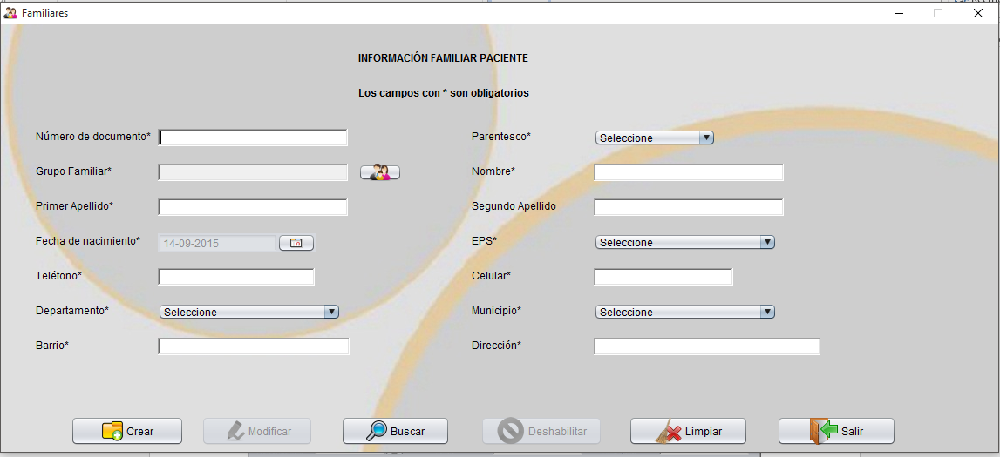 Familiares
INFORMACIÓN FAMILIAR PACIENTE
Los campos con * son obligatorios
Número de documento* Parentesco* Seleccione
Grupo Familiar* Nombre*
Primer Apellido* Segundo Apellido
Fecha de nacimiento* 14-09-2015 EPS* Seleccione
Teléfono* Celular*
Departamento* Seleccione Municipio* Seleccione
Barrio* Dirección*
Crear Modificar Buscar Deshabilitar Limpiar Salir